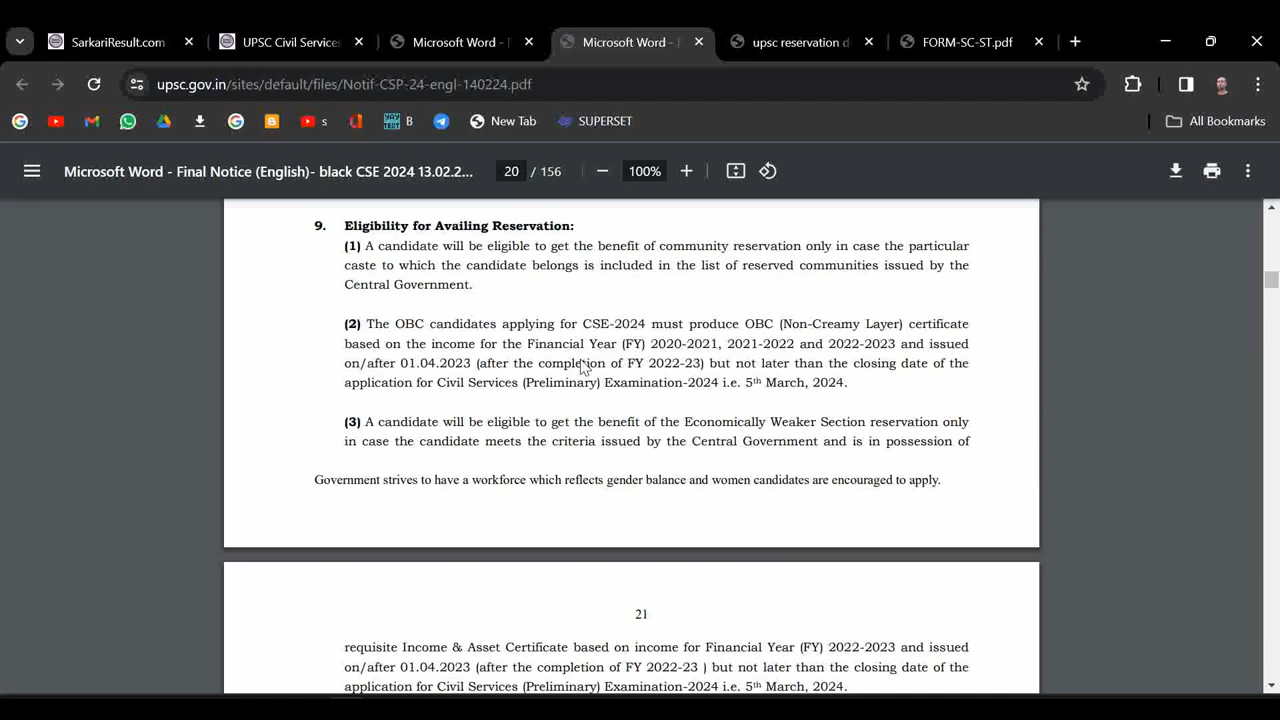 SarkariResult.com
UPSC Civil Services
Microsoft Word -
Microsoft Word -
upsc reservation d
FORM-SC-ST.pdf
upsc.gov.in/sites/default/files/Notif-CSP-24-engl-140224.pdf
s
B
New Tab
SUPERSET
All Bookmarks
Microsoft Word - Final Notice (English)- black CSE 2024 13.02.2...
20 / 156
100%
9. Eligibility for Availing Reservation:
(1) A candidate will be eligible to get the benefit of community reservation only in case the particular
caste to which the candidate belongs is included in the list of reserved communities issued by the
Central Government.
(2) The OBC candidates applying for CSE-2024 must produce OBC (Non-Creamy Layer) certificate
based on the income for the Financial Year (FY) 2020-2021, 2021-2022 and 2022-2023 and issued
on/after 01.04.2023 (after the completion of FY 2022-23) but not later than the closing date of the
application for Civil Services (Preliminary) Examination-2024 i.e. 5th March, 2024.
(3) A candidate will be eligible to get the benefit of the Economically Weaker Section reservation only
in case the candidate meets the criteria issued by the Central Government and is in possession of
Government strives to have a workforce which reflects gender balance and women candidates are encouraged to apply.
21
requisite Income & Asset Certificate based on income for Financial Year (FY) 2022-2023 and issued
on/after 01.04.2023 (after the completion of FY 2022-23 ) but not later than the closing date of the
application for Civil Services (Preliminary) Examination-2024 i.e. 5th March, 2024.